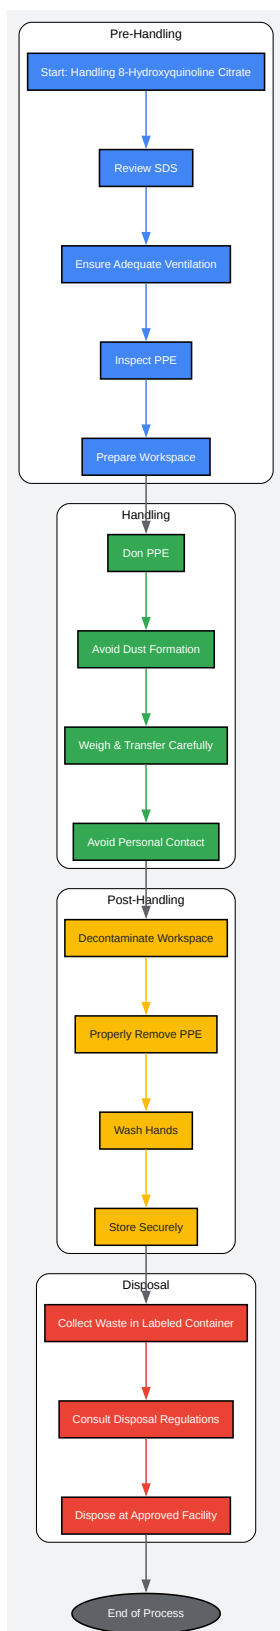 Pre-Handling
Start: Handling 8-Hydroxyquinoline Citrate
Review SDS
Ensure Adequate Ventilation
Inspect PPE
Prepare Workspace
Handling
Don PPE
Avoid Dust Formation
Weigh & Transfer Carefully
Avoid Personal Contact
Post-Handling
Decontaminate Workspace
Properly Remove PPE
Wash Hands
Store Securely
Disposal
Collect Waste in Labeled Container
Consult Disposal Regulations
Dispose at Approved Facility
End of Process